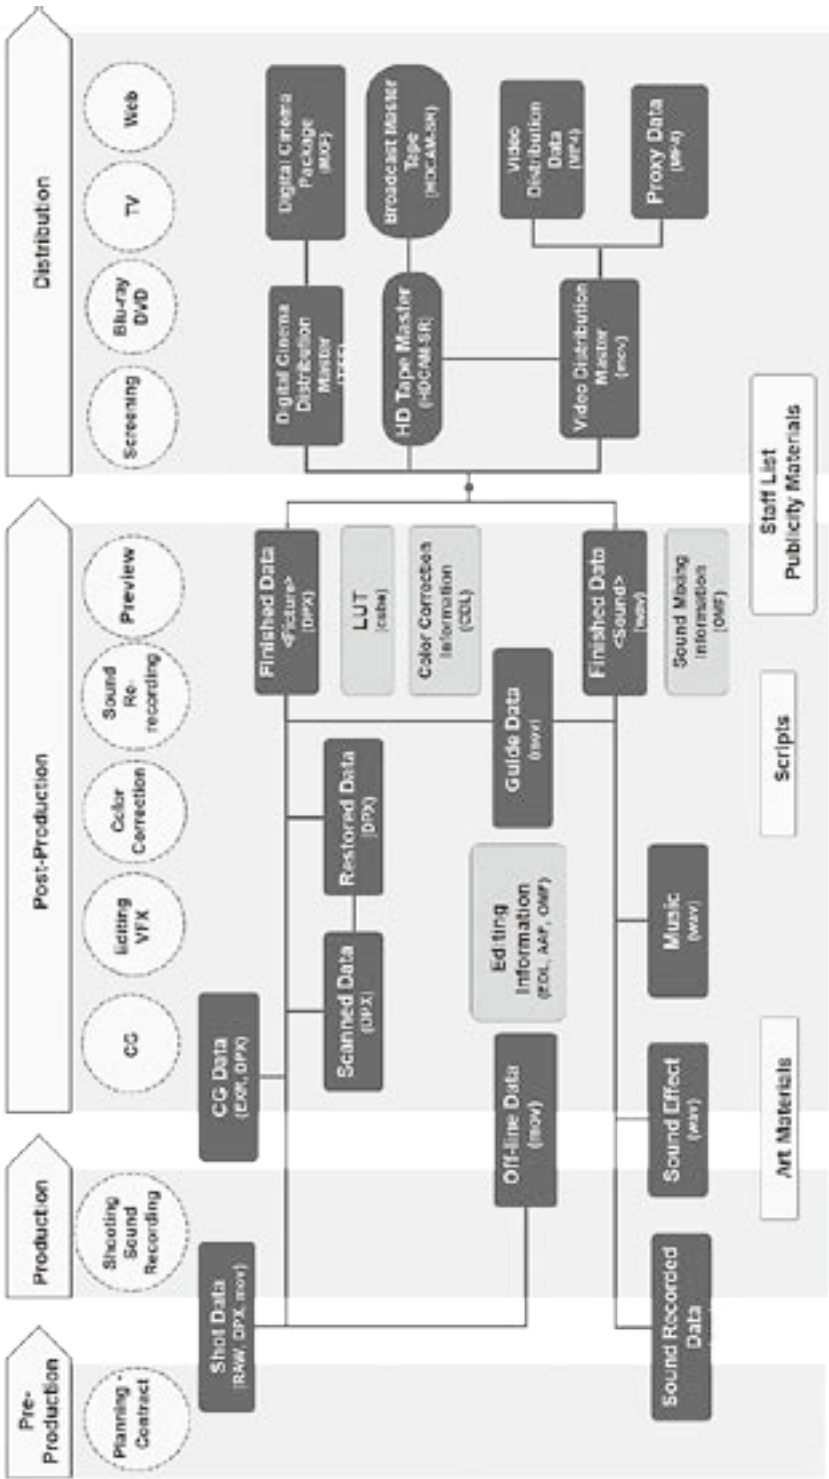 Pre-
Production
Production
Post-Production
Distribution
Planning -
Contract
Shooting
Sound
Recording
CG
Editing
VFX
Color
Correction
Sound
Re-
recording
Preview
Screening
Blu-ray
DVD
TV
Web
Shot Data
(RAW, DPX, mov)
CG Data
(EXR, DPX)
Scanned Data
(DPX)
Restored Data
(DPX)
Finished Data
<Picture>
(DPX)
LUT
(cube)
Color Correction
Information
(CDL)
Off-line Data
(mov)
Editing
Information
(EDL, AAF, OMF)
Guide Data
(mov)
Finished Data
<Sound>
(wav)
Sound Mixing
Information
(OMF)
Sound Recorded
Data
Sound Effect
(wav)
Music
(wav)
Digital Cinema
Distribution
Master
Digital Cinema
Package
(MXF)
HD Tape Master
(HDCAM-SR)
Broadcast Master
Tape
(HDCAM-SR)
Video Distribution
Master
(mov)
Video
Distribution
Data
(MP4)
Proxy Data
(MP4)
Art Materials
Scripts
Staff List
Publicity Materials